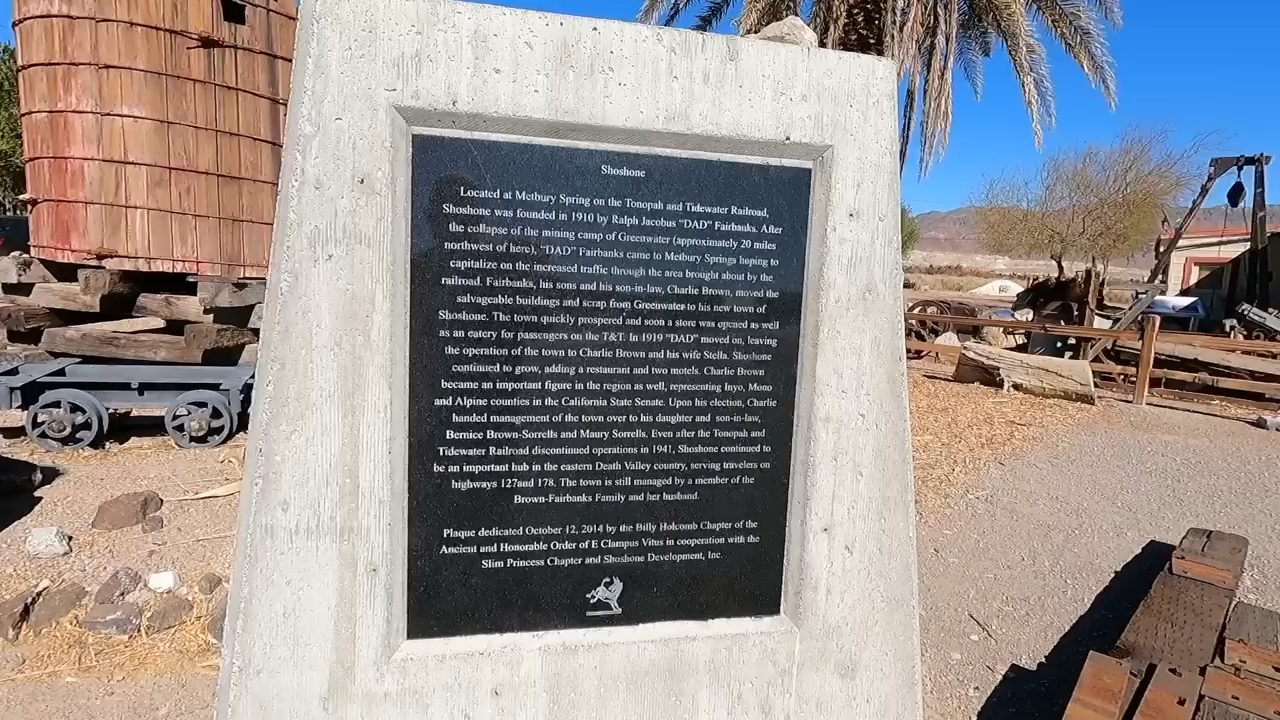 Shoshone
Located at Metbury Spring on the Tonopah and Tidewater Railroad,
Shoshone was founded in 1910 by Ralph Jacobus “DAD” Fairbanks. After
the collapse of the mining camp of Greenwater (approximately 20 miles
northwest of here), “DAD” Fairbanks came to Metbury Springs hoping to
capitalize on the increased traffic through the area brought about by the
railroad. Fairbanks, his sons and his son-in-law, Charlie Brown, moved the
salvageable buildings and scrap from Greenwater to his new town of
Shoshone. The town quickly prospered and soon a store was opened as well
as an eatery for passengers on the T&T. In 1919 “DAD” moved on, leaving
the operation of the town to Charlie Brown and his wife Stella. Shoshone
continued to grow, adding a restaurant and two motels. Charlie Brown
became an important figure in the region as well, representing Inyo, Mono
and Alpine counties in the California State Senate. Upon his election, Charlie
handed management of the town over to his daughter and son-in-law,
Bernice Brown-Sorrells and Maury Sorrells. Even after the Tonopah and
Tidewater Railroad discontinued operations in 1941, Shoshone continued to
be an important hub in the eastern Death Valley country, serving travelers on
highways 127and 178. The town is still managed by a member of the
Brown-Fairbanks Family and her husband.
Plaque dedicated October 12, 2014 by the Billy Holcomb Chapter of the
Ancient and Honorable Order of E Clampus Vitus in cooperation with the
Slim Princess Chapter and Shoshone Development, Inc.